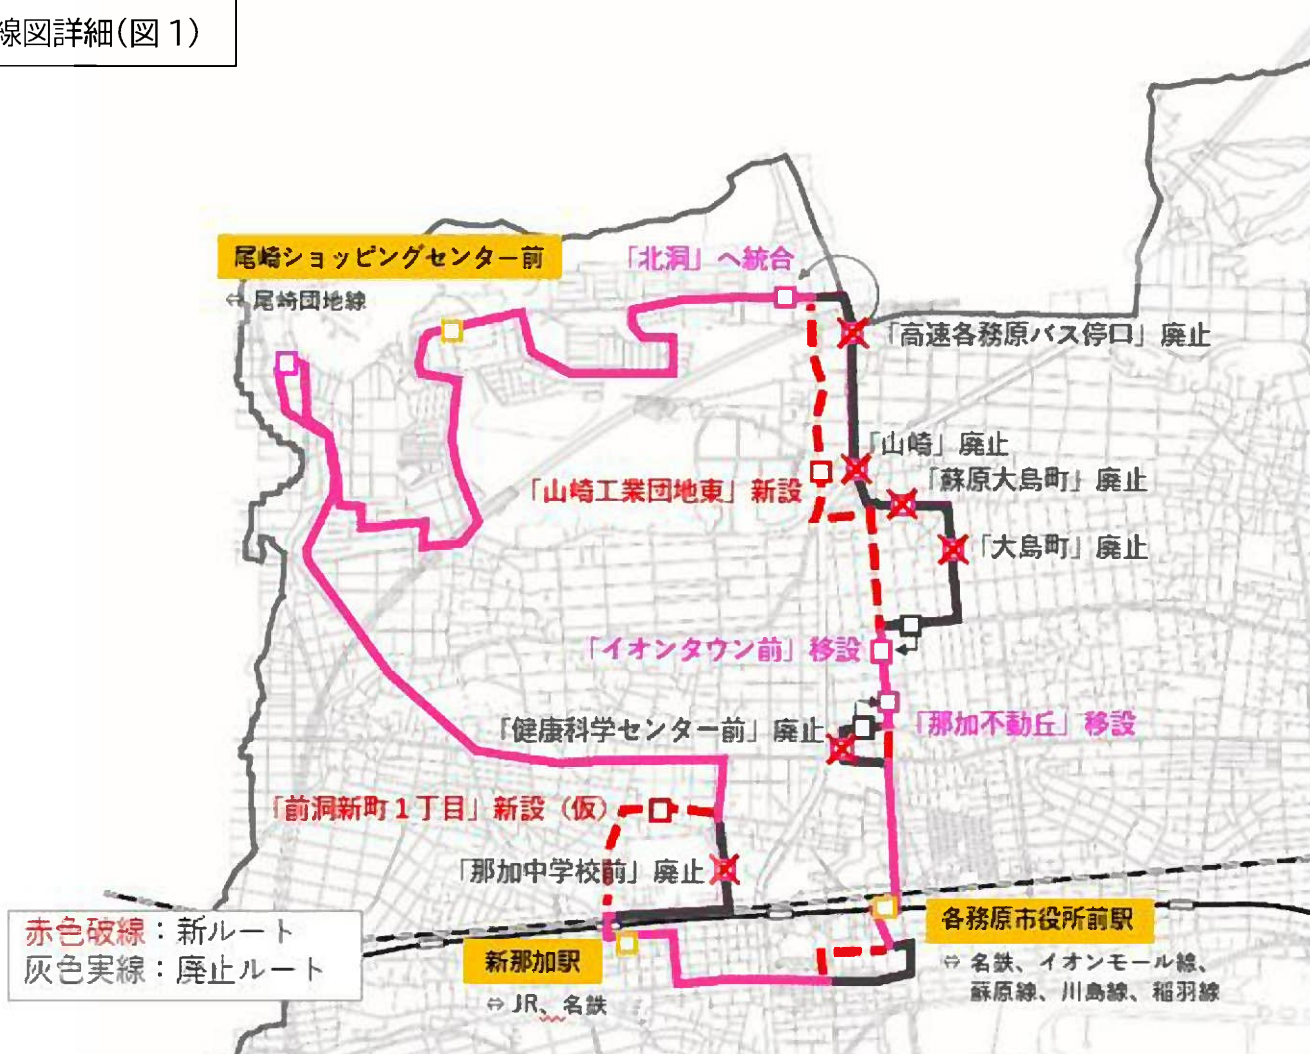 線図詳細(図1)
尾崎ショッピングセンター前
⇔ 尾崎団地線
「北洞」へ統合
「高速各務原バス停口」廃止
「山崎」廃止
「蘇原大島町」廃止
「山崎工業団地東」新設
「大島町」廃止
「イオンタウン前」移設
「那加不動丘」移設
「健康科学センター前」廃止
「前洞新町1丁目」新設(仮)
「那加中学校前」廃止
赤色破線:新ルート
灰色実線:廃止ルート
新那加駅
⇔ JR、名鉄
各務原市役所前駅
⇔ 名鉄、イオンモール線、
蘇原線、川島線、稲羽線